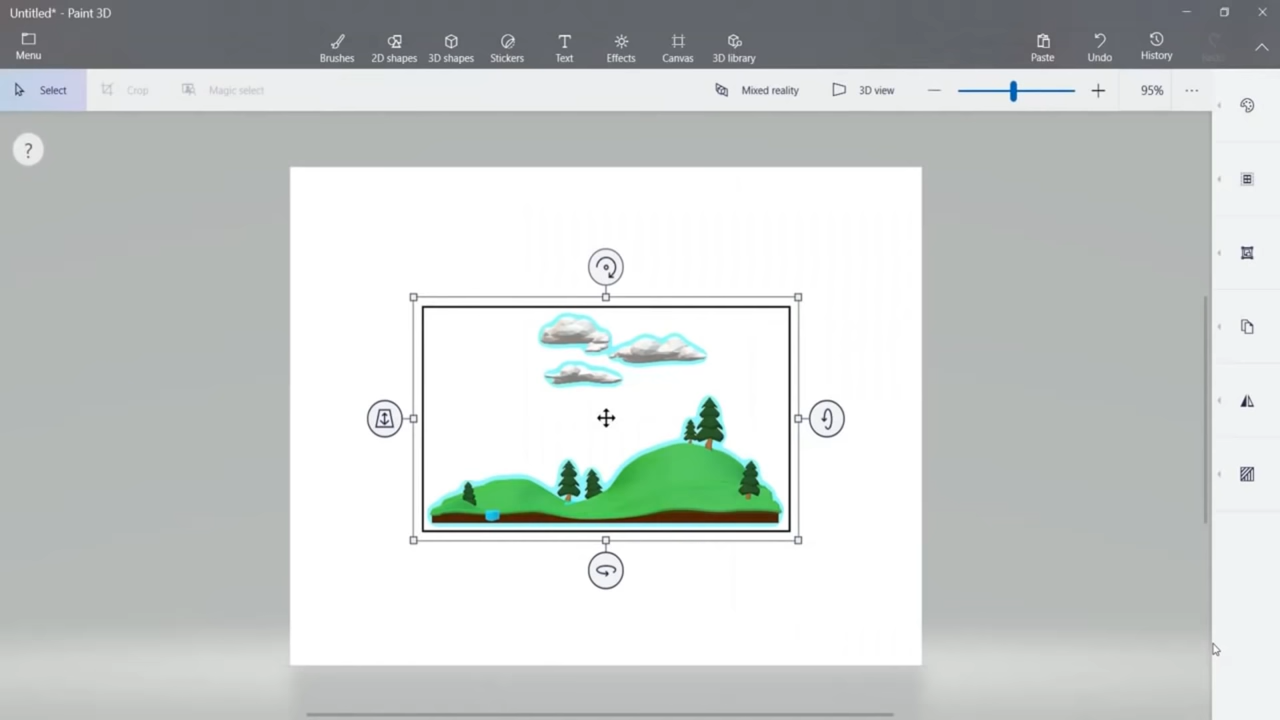 Untitled* - Paint 3D
Menu
Brushes
2D shapes
3D shapes
Stickers
Text
Effects
Canvas
3D library
Paste
Undo
History
Select
Crop
Magic select
Mixed reality
3D view
95%
?